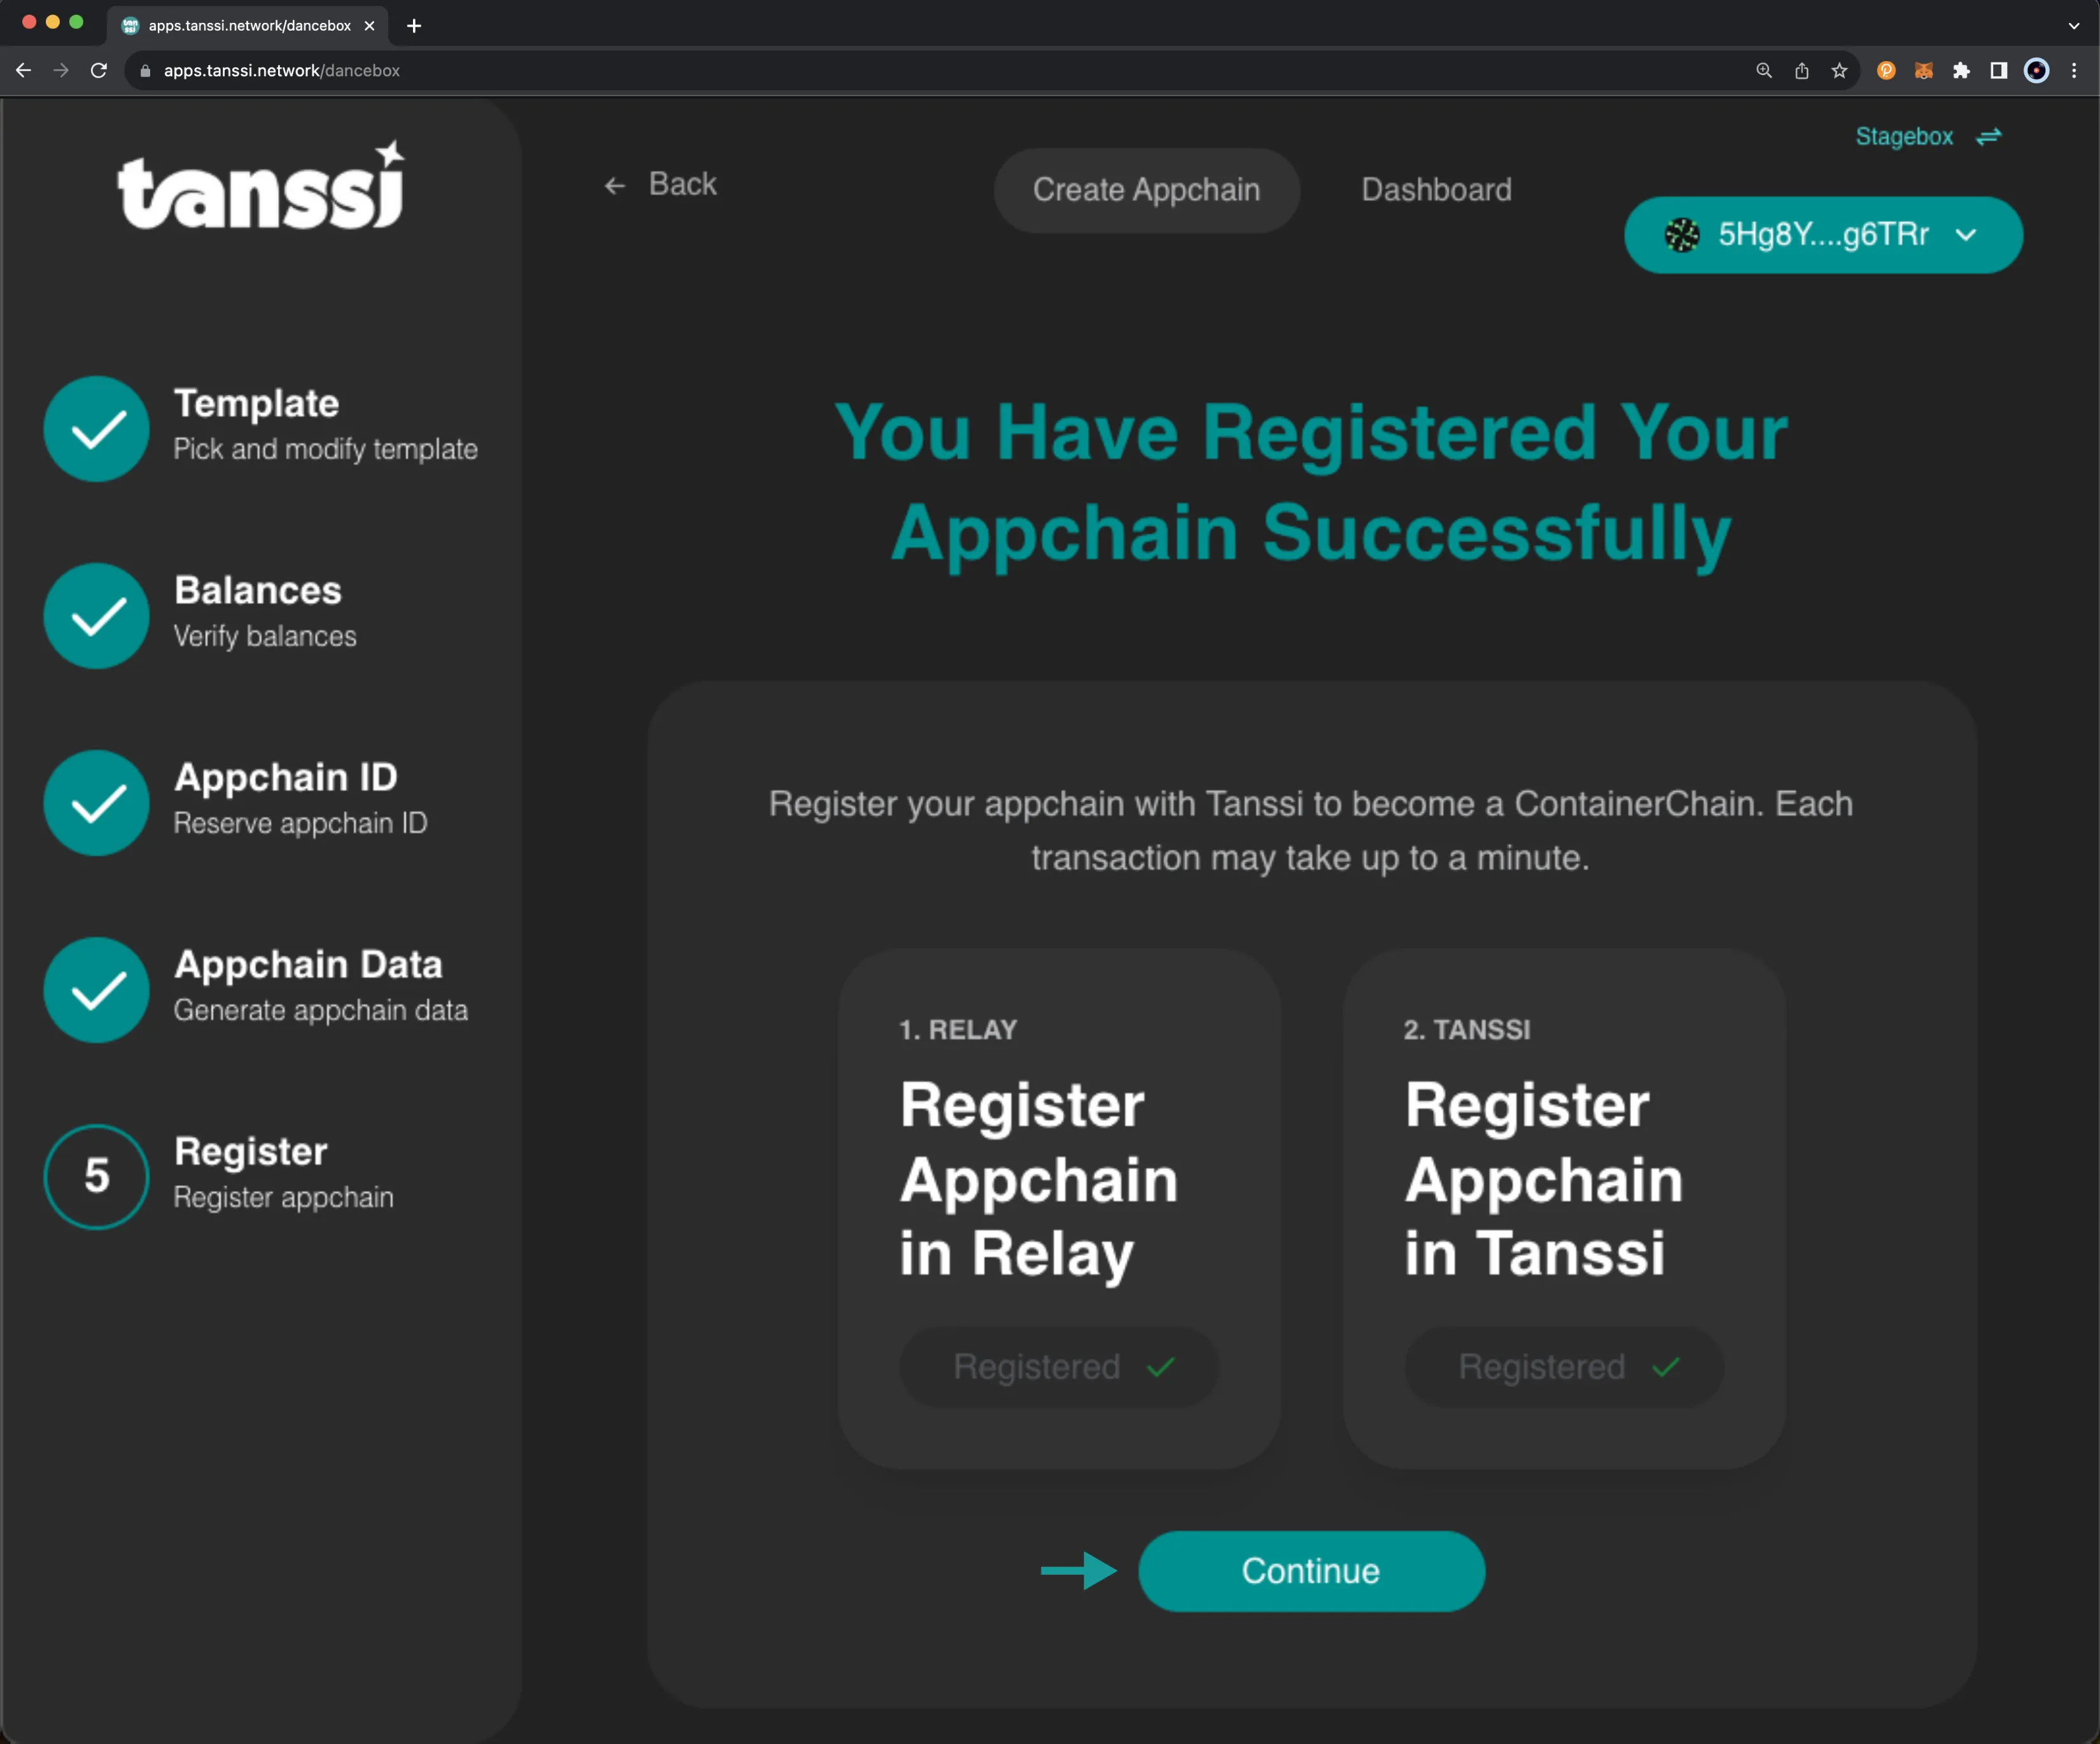 apps.tanssi.network/dancebox
apps.tanssi.network/dancebox
tanssi
Template
Pick and modify template
Balances
Verify balances
Appchain ID
Reserve appchain ID
Appchain Data
Generate appchain data
5
Register
Register appchain
Back
Create Appchain
Dashboard
Stagebox
5Hg8Y....g6TRr
You Have Registered Your
Appchain Successfully
Register your appchain with Tanssi to become a ContainerChain. Each
transaction may take up to a minute.
1. RELAY
Register
Appchain
in Relay
Registered
2. TANSSI
Register
Appchain
in Tanssi
Registered
Continue